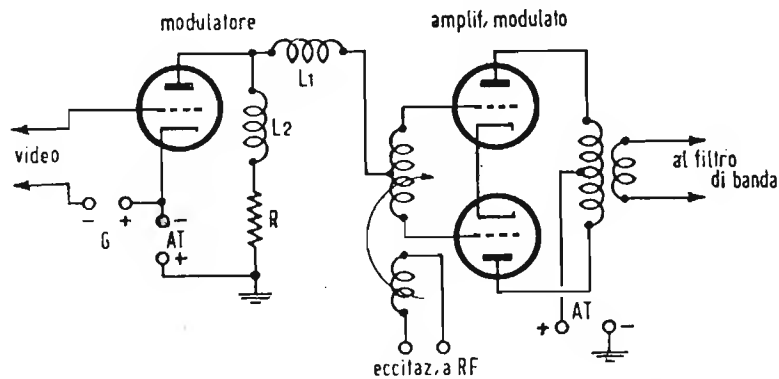 modulatore
amplif. modulato
L1
L2
video
- +
G
-
AT
+
R
al filtro
di banda
+ AT -
eccitaz. a RF